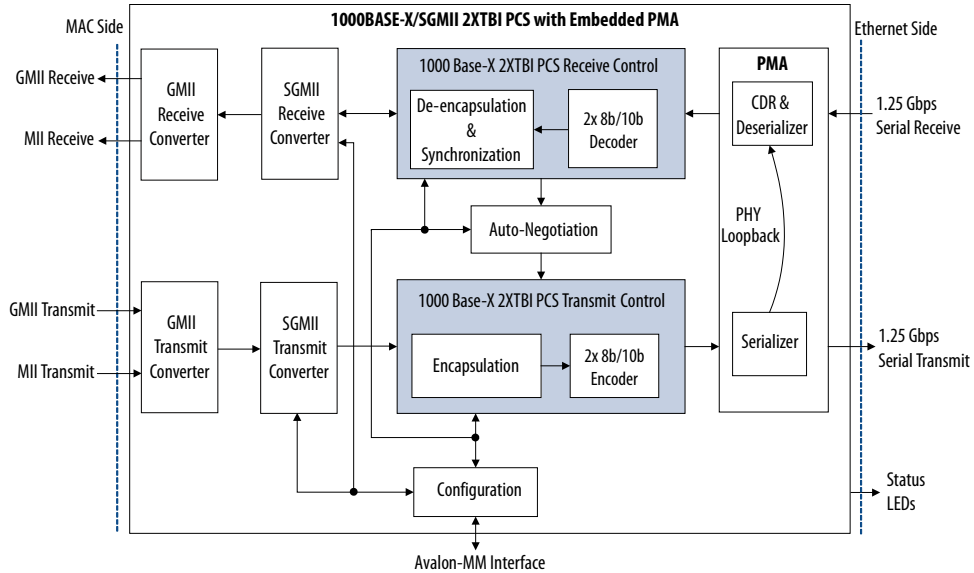 1000BASE-X/SGMII 2XTBI PCS with Embedded PMA
MAC Side
Ethernet Side
GMII Receive
MII Receive
GMII
Receive
Converter
SGMII
Receive
Converter
1000 Base-X 2XTBI PCS Receive Control
De-encapsulation
&
Synchronization
2x 8b/10b
Decoder
PMA
CDR &
Deserializer
1.25 Gbps
Serial Receive
Auto-Negotiation
PHY
Loopback
GMII Transmit
MII Transmit
GMII
Transmit
Converter
SGMII
Transmit
Converter
1000 Base-X 2XTBI PCS Transmit Control
Encapsulation
2x 8b/10b
Encoder
Serializer
1.25 Gbps
Serial Transmit
Configuration
Status
LEDs
Avalon-MM Interface